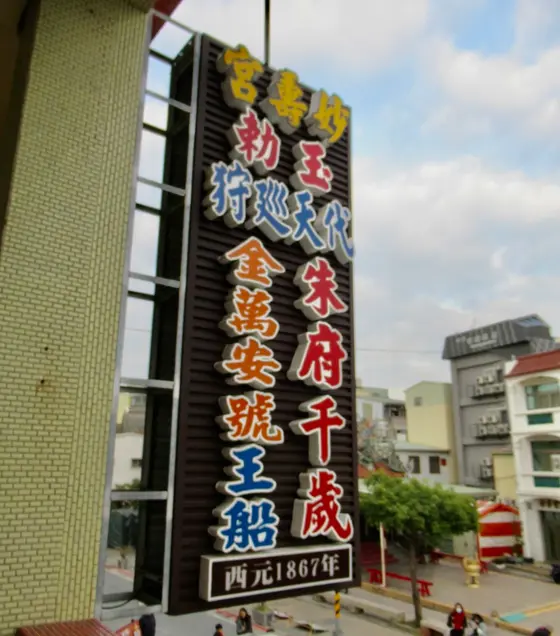 妙壽宮
玉勅
代天巡狩
朱府千歲
金萬安號王船
西元1867年